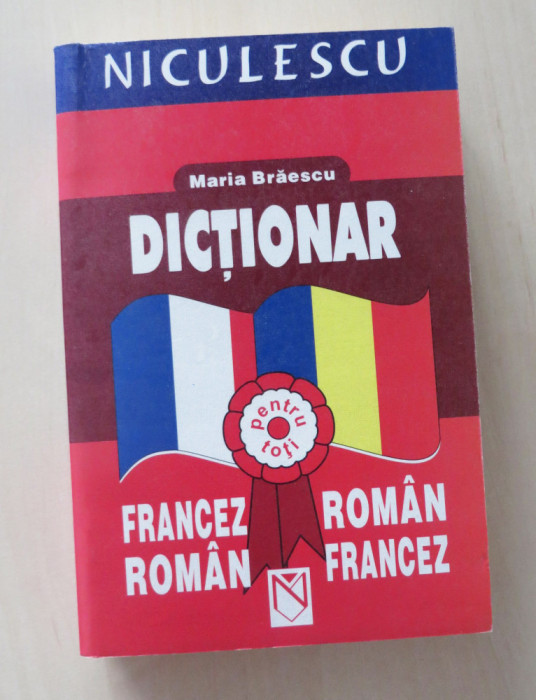 NICULESCU
Maria Brăescu
DICȚIONAR
pentru
toți
FRANCEZ
ROMÂN
ROMÂN
FRANCEZ